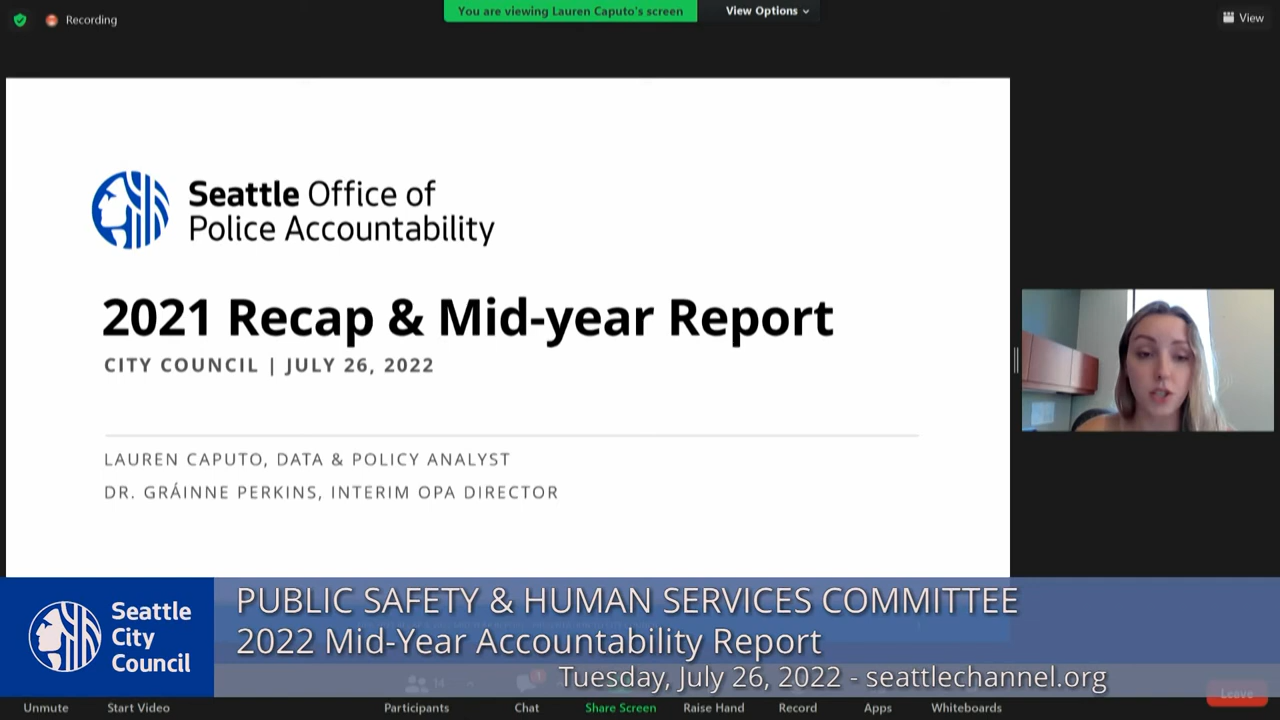 Recording
You are viewing Lauren Caputo's screen
View Options
View
Seattle Office of
Police Accountability
2021 Recap & Mid-year Report
CITY COUNCIL | JULY 26, 2022
LAUREN CAPUTO, DATA & POLICY ANALYST
DR. GRÁINNE PERKINS, INTERIM OPA DIRECTOR
Seattle
City
Council
PUBLIC SAFETY & HUMAN SERVICES COMMITTEE
2022 Mid-Year Accountability Report
Tuesday, July 26, 2022 - seattlechannel.org
14
1
Leave
Unmute
Start Video
Participants
Chat
Share Screen
Raise Hand
Record
Apps
Whiteboards